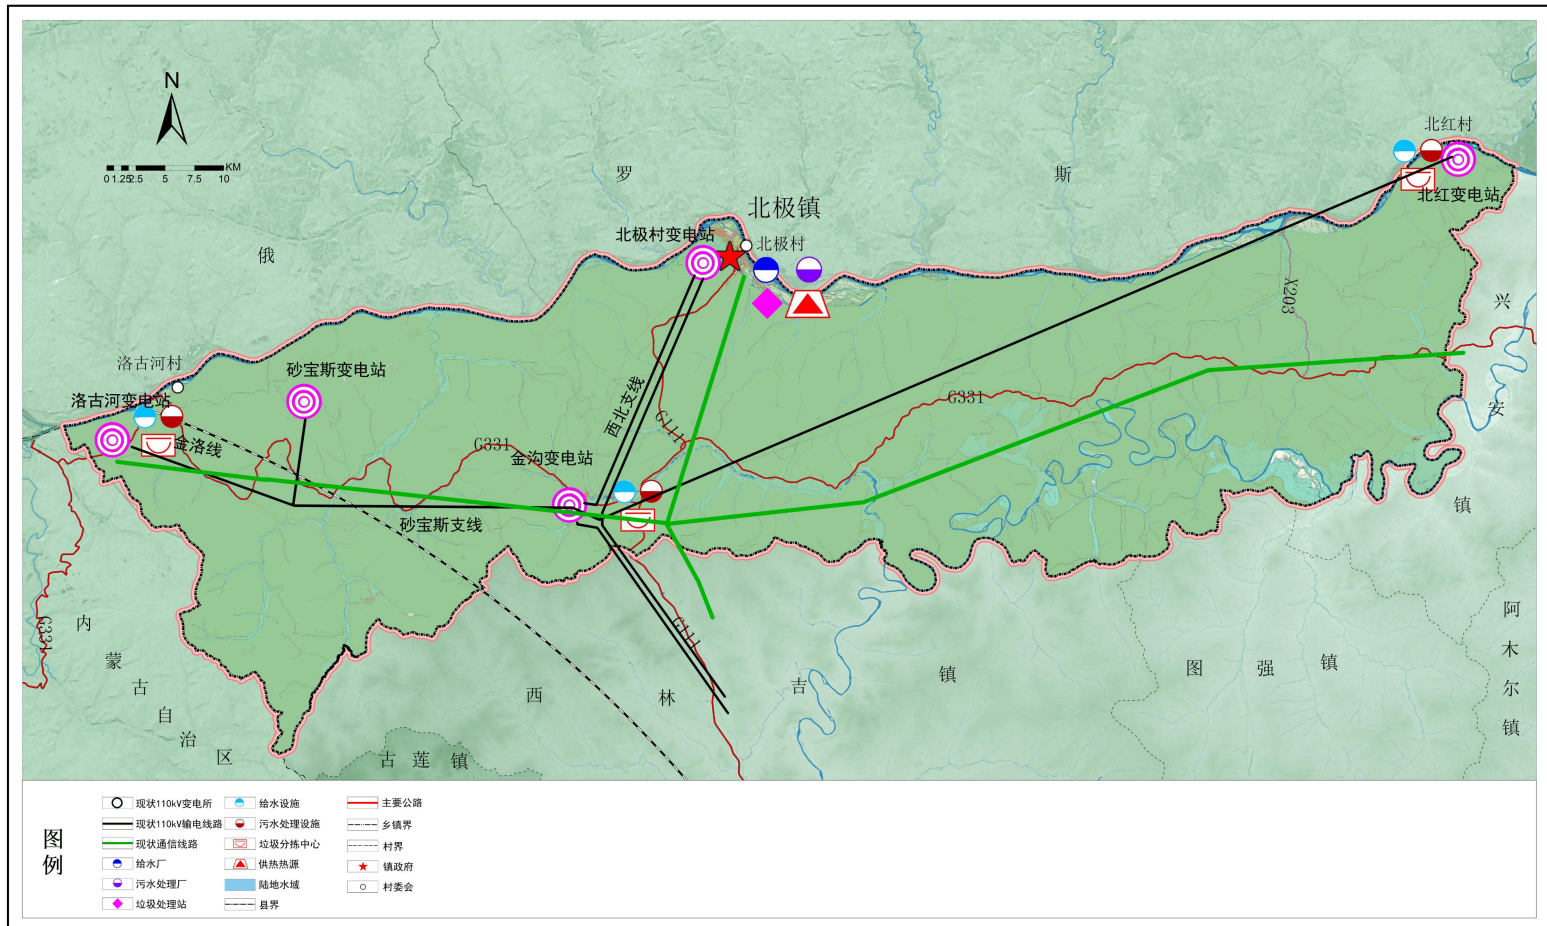 N
KM
0 1.25 2.5 5 7.5 10
俄
罗
斯
北极镇
北极村变电站
北极村
北红村
北红变电站
洛古河村
洛古河变电站
砂宝斯变电站
金洛线
G331
金沟变电站
砂宝斯支线
西北支线
G111
G331
X203
G111
G331
兴
安
镇
内
蒙
古
自
治
区
古 莲 镇
西 林 吉 镇
图 强 镇
阿
木
尔
镇
图例
现状110kV变电所
现状110kV输电线路
现状通信线路
给水厂
污水处理厂
垃圾处理站
给水设施
污水处理设施
垃圾分拣中心
供热热源
陆地水域
县界
主要公路
乡镇界
村界
镇政府
村委会